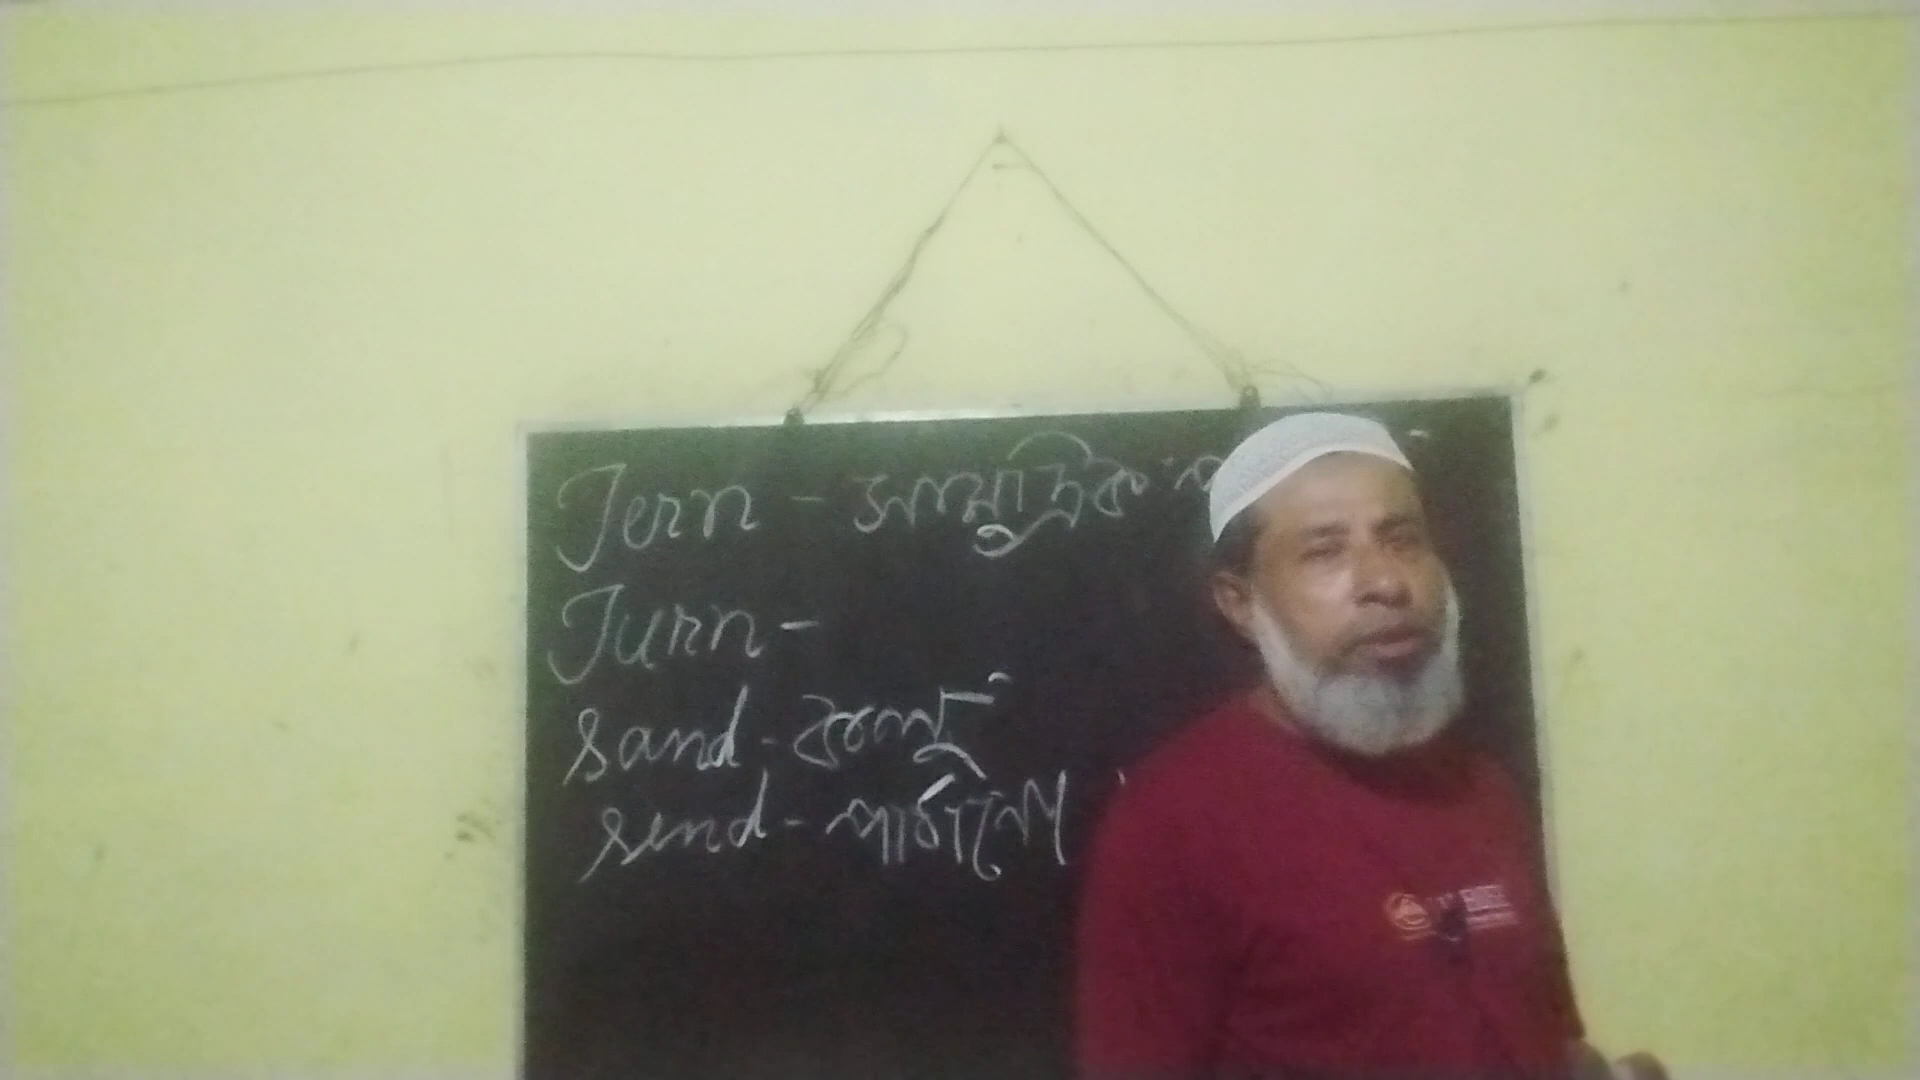 Tern - সামুদ্রিক
Turn -
Sand - বালু
Send - পাঠানো